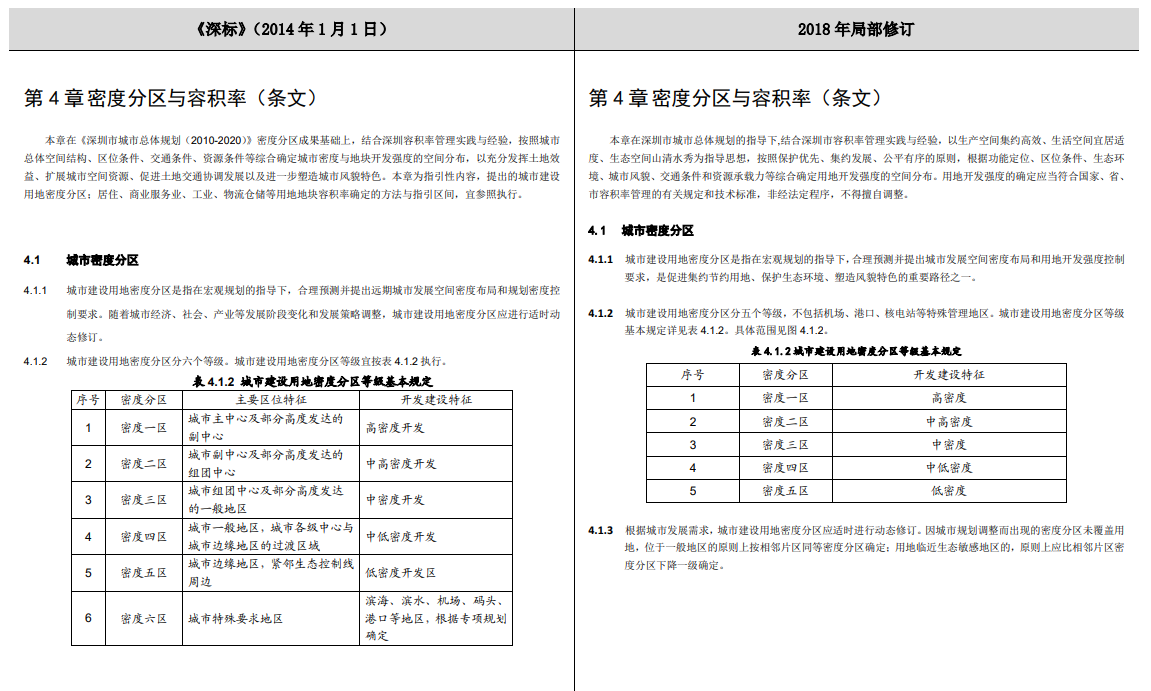 《深标》（2014 年 1 月 1 日）
第 4 章 密度分区与容积率（条文）
本章在《深圳市城市总体规划（2010-2020）》密度分区成果基础上，结合深圳容积率管理实践与经验，按照城市
总体空间结构、区位条件、交通条件、资源条件等综合确定城市密度与地块开发强度的空间分布，以充分发挥土地效
益、扩展城市空间资源、促进土地交通协调发展以及进一步塑造城市风貌特色。本章为指引性内容，提出的城市建设
用地密度分区；居住、商业服务业、工业、物流仓储等用地地块容积率确定的方法与指引区间，宜参照执行。
4.1 城市密度分区
4.1.1 城市建设用地密度分区是指在宏观规划的指导下，合理预测并提出远期城市发展空间密度布局和规划密度控
制要求。随着城市经济、社会、产业等发展阶段变化和发展策略调整，城市建设用地密度分区应进行适时动
态修订。
4.1.2 城市建设用地密度分区分六个等级。城市建设用地密度分区等级宜按表 4.1.2 执行。
表 4.1.2 城市建设用地密度分区等级基本规定
序号 密度分区 主要区位特征 开发建设特征
1 密度一区 城市主中心及部分高度发达的 高密度开发
副中心
2 密度二区 城市副中心及部分高度发达的 中高密度开发
组团中心
3 密度三区 城市组团中心及部分高度发达 中密度开发
的一般地区
4 密度四区 城市一般地区，城市各级中心与 中低密度开发
城市边缘地区的过渡区域
5 密度五区 城市边缘地区，紧邻生态控制线 低密度开发区
周边
6 密度六区 城市特殊要求地区 滨海、滨水、机场、码头、
港口等地区，根据专项规划
确定
2018 年局部修订
第 4 章 密度分区与容积率（条文）
本章在深圳市城市总体规划的指导下,结合深圳市容积率管理实践与经验，以生产空间集约高效、生活空间宜居适
度、生态空间山清水秀为指导思想，按照保护优先、集约发展、公平有序的原则，根据功能定位、区位条件、生态环
境、城市风貌、交通条件和资源承载力等综合确定用地开发强度的空间分布。用地开发强度的确定应当符合国家、省、
市容积率管理的有关规定和技术标准，非经法定程序，不得擅自调整。
4.1 城市密度分区
4.1.1 城市建设用地密度分区是指在宏观规划的指导下，合理预测并提出城市发展空间密度布局和用地开发强度控制
要求，是促进集约节约用地、保护生态环境、塑造风貌特色的重要路径之一。
4.1.2 城市建设用地密度分区分五个等级，不包括机场、港口、核电站等特殊管理地区。城市建设用地密度分区等级
基本规定详见表 4.1.2。具体范围见图 4.1.2。
表 4.1.2 城市建设用地密度分区等级基本规定
序号 密度分区 开发建设特征
1 密度一区 高密度
2 密度二区 中高密度
3 密度三区 中密度
4 密度四区 中低密度
5 密度五区 低密度
4.1.3 根据城市发展需求，城市建设用地密度分区应适时进行动态修订。因城市规划调整而出现的密度分区未覆盖用
地，位于一般地区的原则上按相邻片区同等密度分区确定；用地临近生态敏感地区的，原则上应比相邻片区密
度分区下降一级确定。